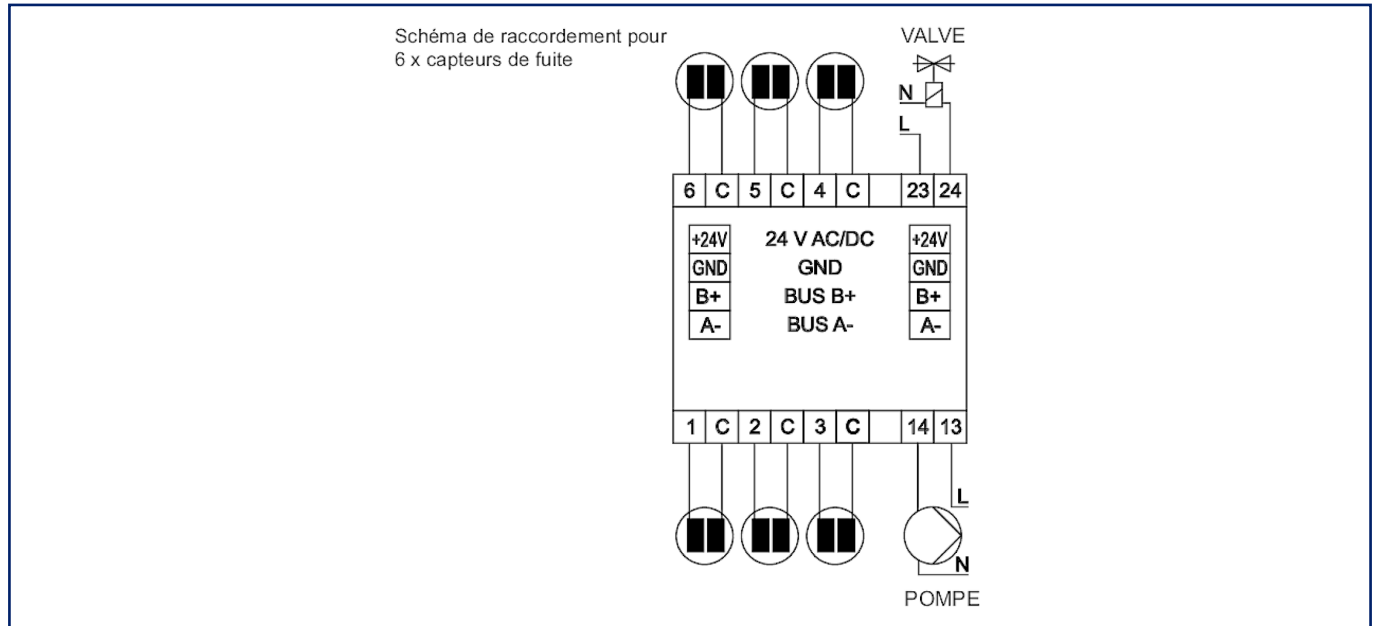 Schéma de raccordement pour
6 x capteurs de fuite
VALVE
N
L
6 C 5 C 4 C 23 24
+24V 24 V AC/DC +24V
GND GND GND
B+ BUS B+ B+
A- BUS A- A-
1 C 2 C 3 C 14 13
L
N
POMPE